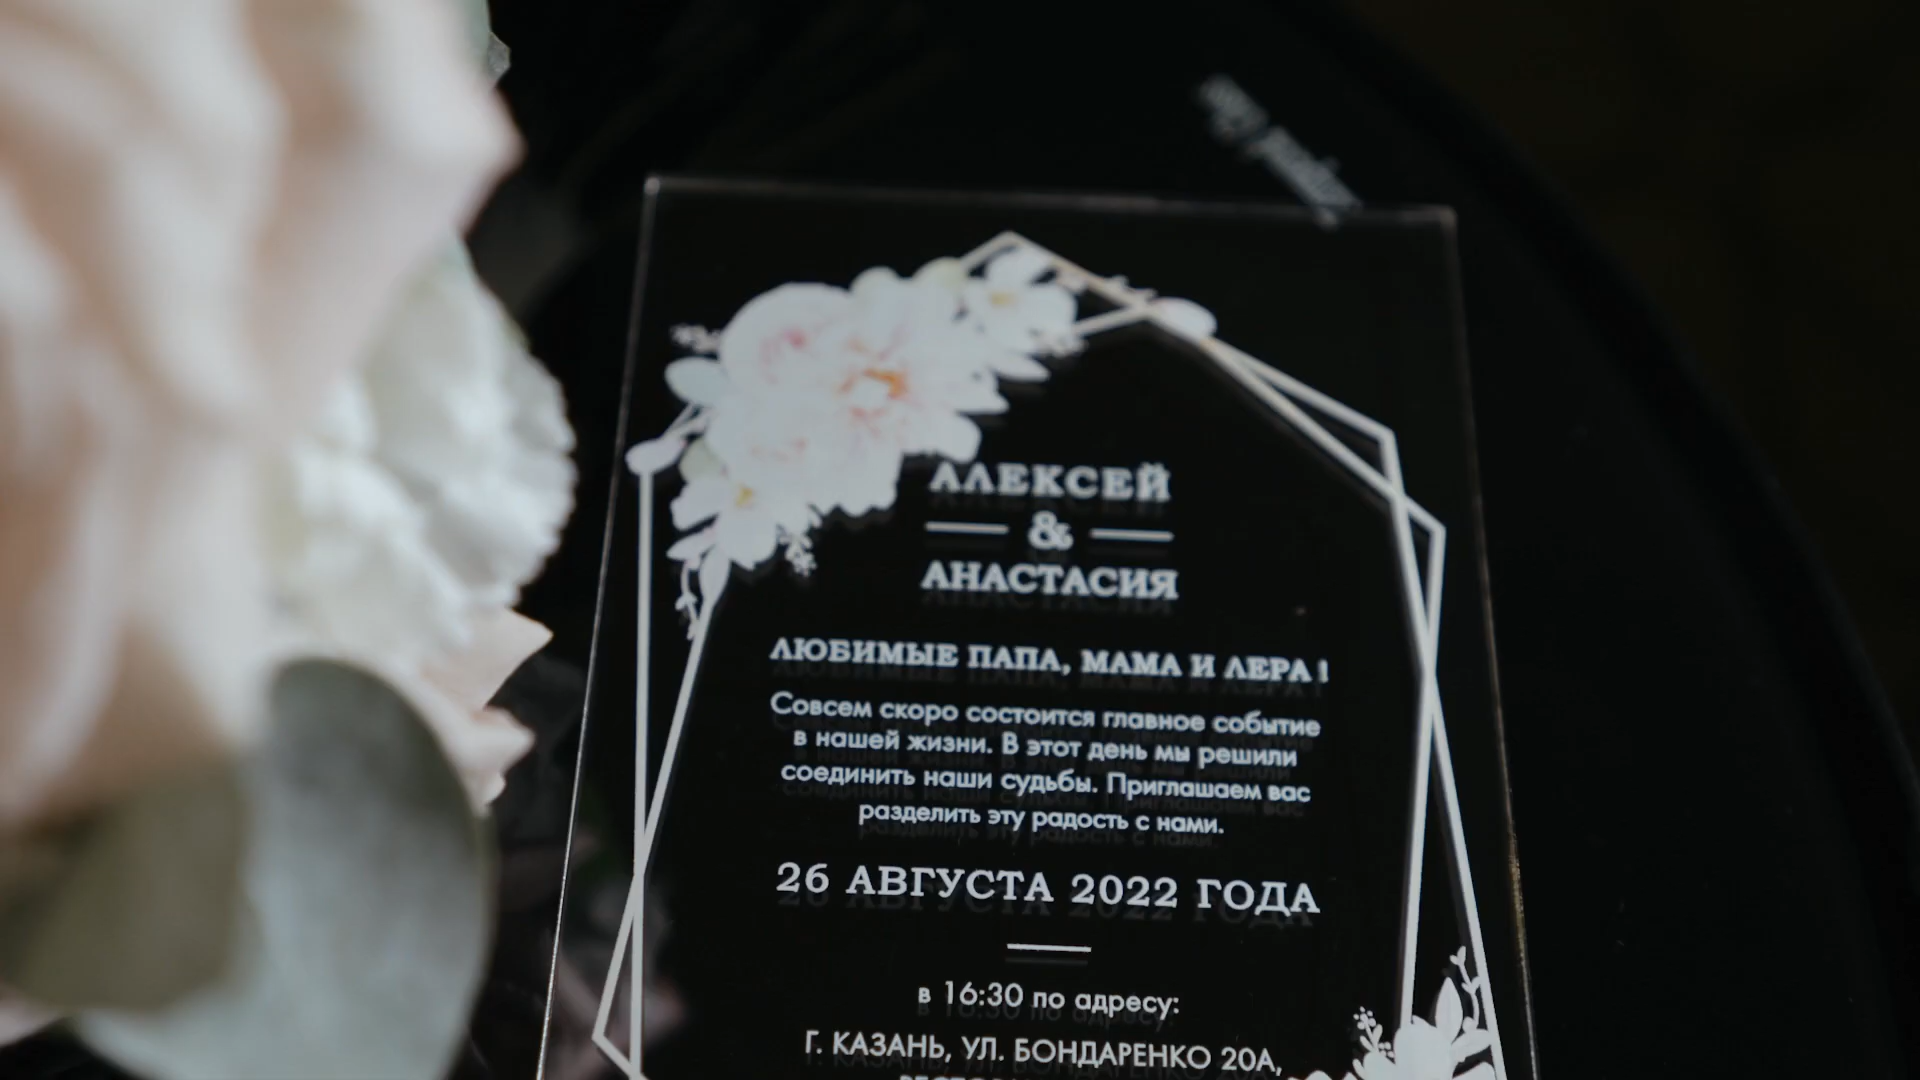 АЛЕКСЕЙ
&
АНАСТАСИЯ
ЛЮБИМЫЕ ПАПА, МАМА И ЛЕРА !
Совсем скоро состоится главное событие
в нашей жизни. В этот день мы решили
соединить наши судьбы. Приглашаем вас
разделить эту радость с нами.
26 АВГУСТА 2022 ГОДА
в 16:30 по адресу:
Г. КАЗАНЬ, УЛ. БОНДАРЕНКО 20А,